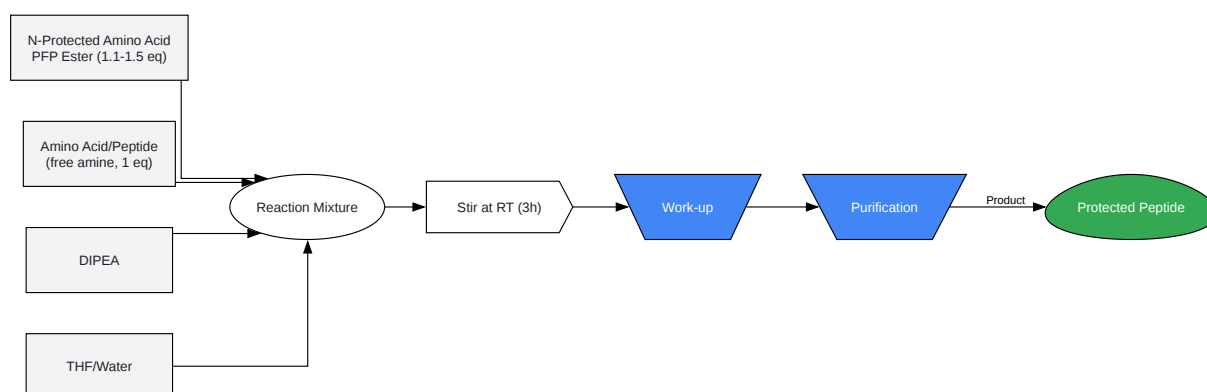 N-Protected Amino Acid
PFP Ester (1.1-1.5 eq)
Amino Acid/Peptide
(free amine, 1 eq)
DIPEA
THF/Water
Reaction Mixture
Stir at RT (3h)
Work-up
Purification
Product
Protected Peptide